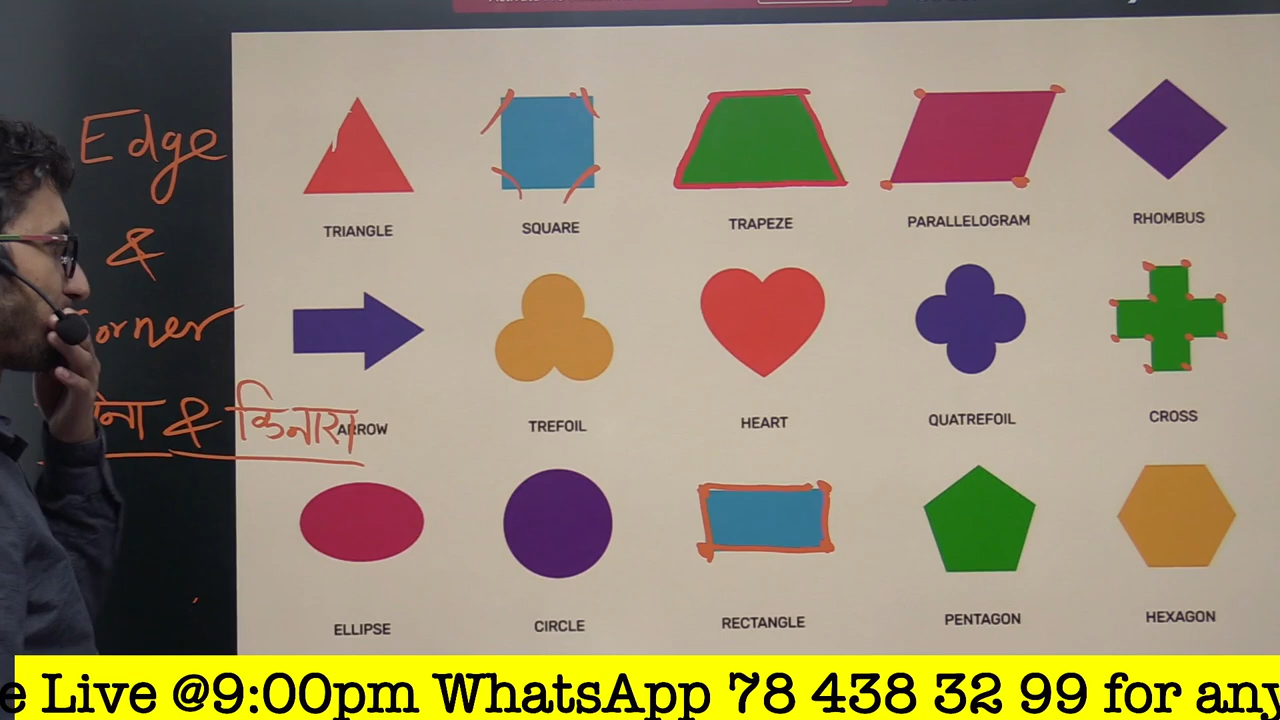 Edge
&
Corner
& किनारा
TRIANGLE SQUARE TRAPEZE PARALLELOGRAM RHOMBUS
ARROW TREFOIL HEART QUATREFOIL CROSS
ELLIPSE CIRCLE RECTANGLE PENTAGON HEXAGON
Live @9:00pm WhatsApp 78 438 32 99 for any